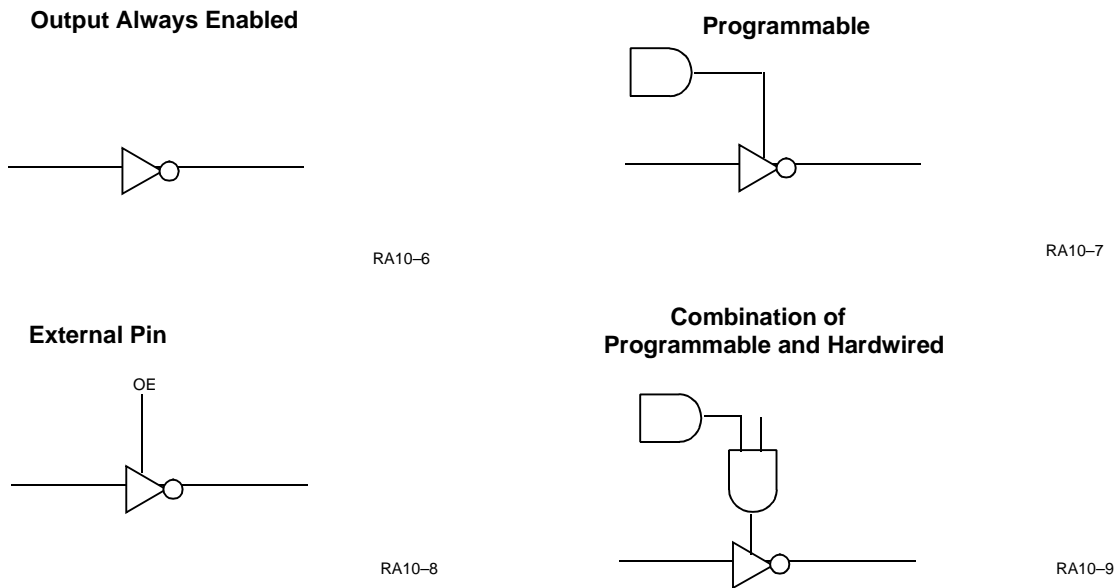 Output Always Enabled
Programmable
RA10–6
RA10–7
External Pin
OE
RA10–8
Combination of
Programmable and Hardwired
RA10–9